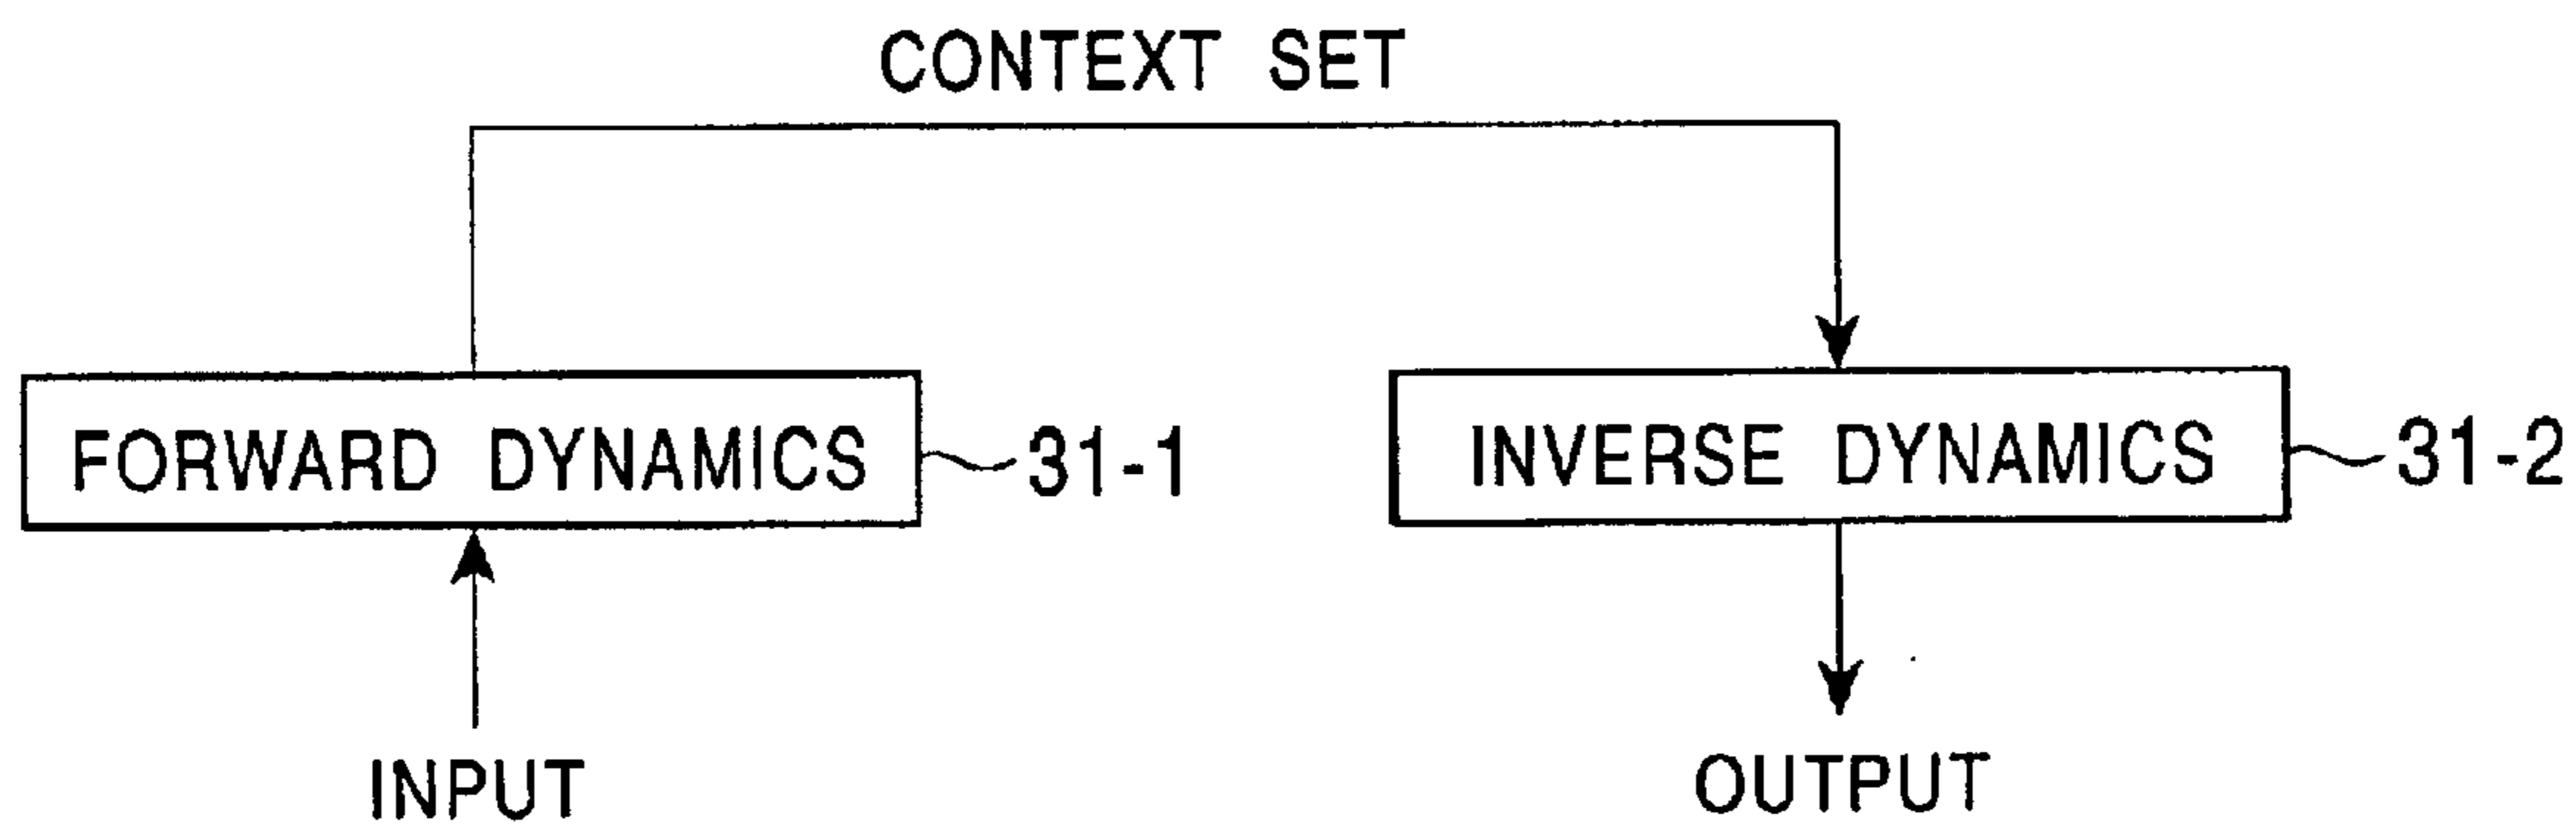 CONTEXT SET
FORWARD DYNAMICS
31-1
INVERSE DYNAMICS
31-2
INPUT
OUTPUT